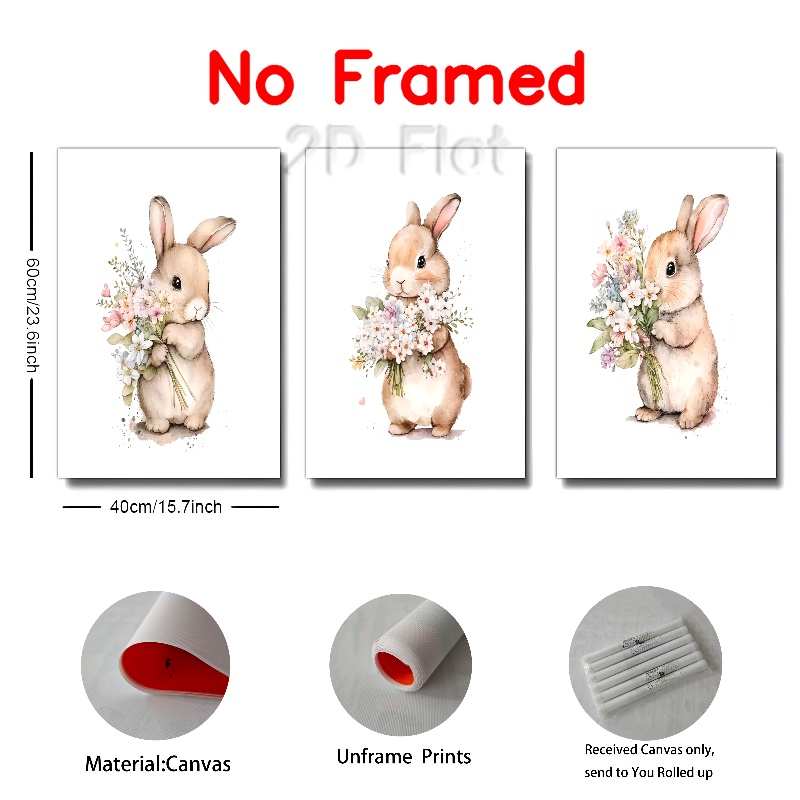 No Framed
2D Flat
60cm/23.6inch
40cm/15.7inch
Material:Canvas
Unframe Prints
Received Canvas only,
send to You Rolled up